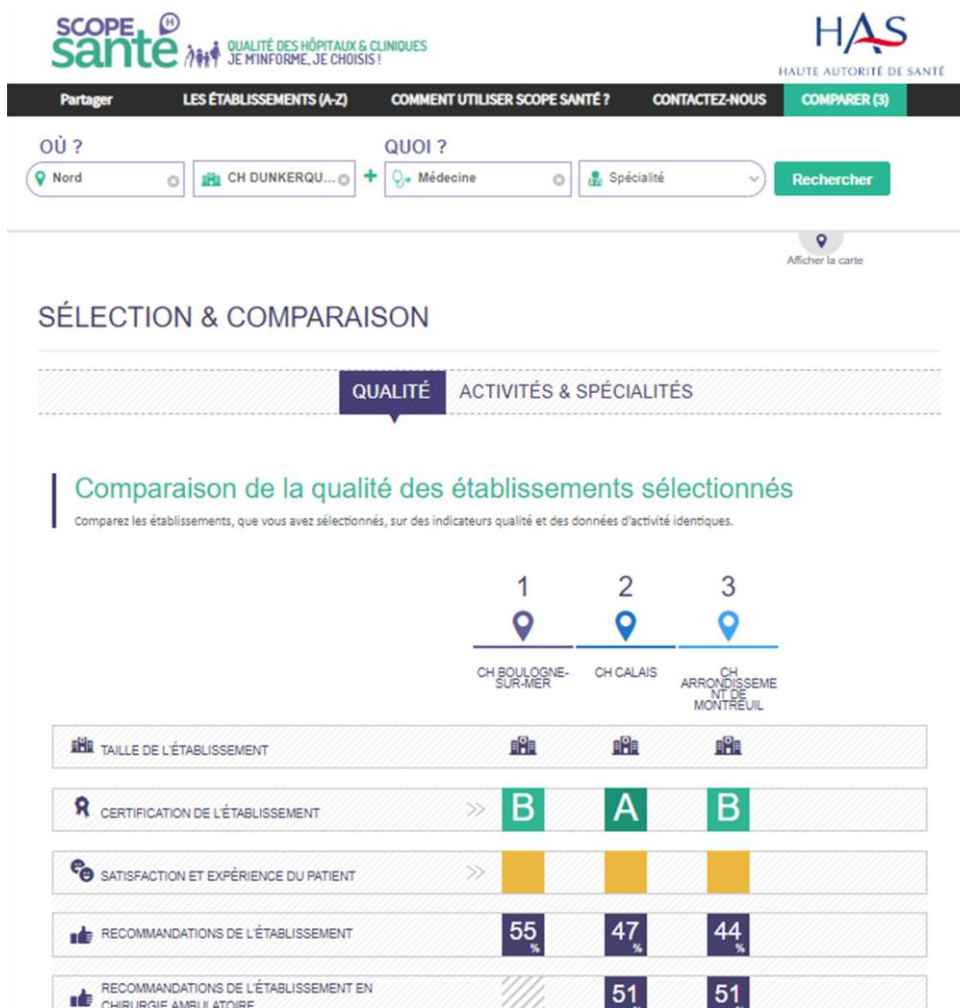 SCOPE H
santé QUALITÉ DES HÔPITAUX & CLINIQUES
JE M'INFORME, JE CHOISIS !
HAS
HAUTE AUTORITÉ DE SANTÉ
Partager LES ÉTABLISSEMENTS (A-Z) COMMENT UTILISER SCOPE SANTÉ ? CONTACTEZ-NOUS COMPARER (3)
OÙ ? QUOI ?
Nord CH DUNKERQU... + Médecine Spécialité Rechercher
Afficher la carte
SÉLECTION & COMPARAISON
QUALITÉ ACTIVITÉS & SPÉCIALITÉS
Comparaison de la qualité des établissements sélectionnés
Comparez les établissements, que vous avez sélectionnés, sur des indicateurs qualité et des données d'activité identiques.
1 2 3
CH BOULOGNE- CH CALAIS CH
SUR-MER ARRONDISSEME
NT DE
MONTREUIL
TAILLE DE L'ÉTABLISSEMENT
CERTIFICATION DE L'ÉTABLISSEMENT >> B A B
SATISFACTION ET EXPÉRIENCE DU PATIENT >>
RECOMMANDATIONS DE L'ÉTABLISSEMENT 55% 47% 44%
RECOMMANDATIONS DE L'ÉTABLISSEMENT EN 51 51
CHIRURGIE AMBULATOIRE